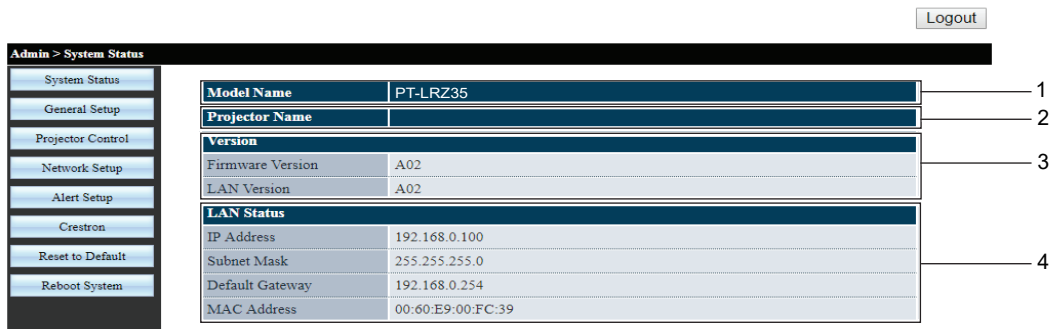 Logout
Admin > System Status
System Status
General Setup
Projector Control
Network Setup
Alert Setup
Crestron
Reset to Default
Reboot System
Model Name PT-LRZ35 1
Projector Name 2
Version 3
Firmware Version A02
LAN Version A02
LAN Status 4
IP Address 192.168.0.100
Subnet Mask 255.255.255.0
Default Gateway 192.168.0.254
MAC Address 00:60:E9:00:FC:39